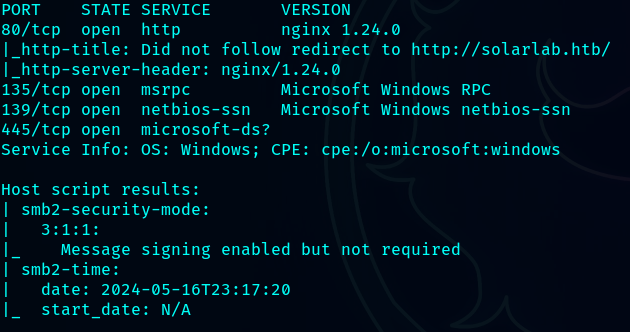 PORT    STATE SERVICE       VERSION
80/tcp  open  http          nginx 1.24.0
|_http-title: Did not follow redirect to http://solarlab.htb/
|_http-server-header: nginx/1.24.0
135/tcp open  msrpc         Microsoft Windows RPC
139/tcp open  netbios-ssn   Microsoft Windows netbios-ssn
445/tcp open  microsoft-ds?
Service Info: OS: Windows; CPE: cpe:/o:microsoft:windows

Host script results:
| smb2-security-mode:
|   3:1:1:
|_    Message signing enabled but not required
| smb2-time:
|   date: 2024-05-16T23:17:20
|_  start_date: N/A